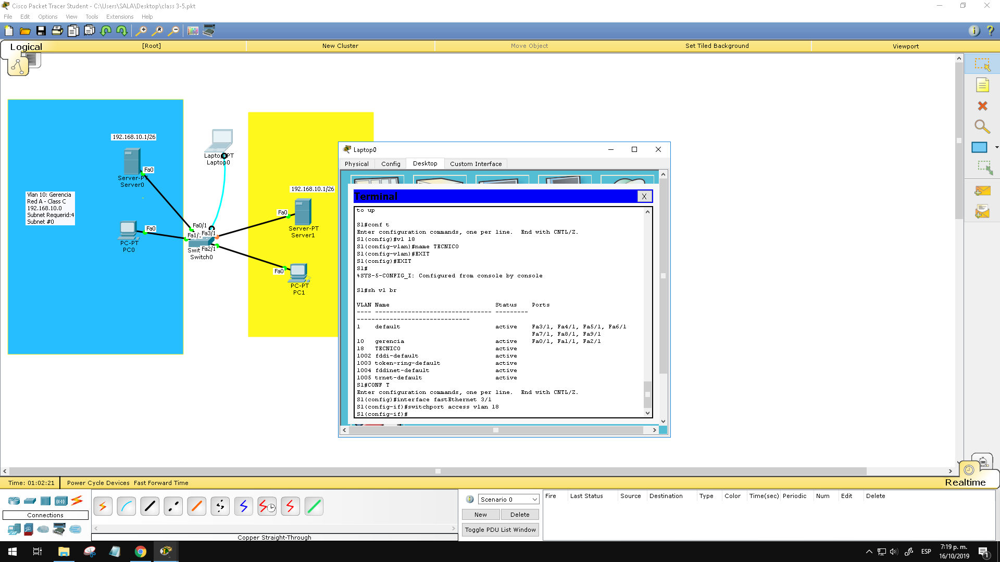 Cisco Packet Tracer Student - C:\Users\SALA\Desktop\class 3-5.pkt
File Edit Options View Tools Extensions Help
Logical [Root] New Cluster Move Object Set Tiled Background Viewport
192.168.10.1/26
Fa0
Server-PT
Server0
Vlan 10: Gerencia
Red A - Class C
192.168.10.0
Subnet Requerid:4
Subnet #0
Fa0
PC-PT
PC0
Laptop-PT
Laptop0
Fa0/1
Fa3/1
Fa1/
Fa2/1
Swit
Switch0
192.168.10.1/26
Fa0
Server-PT
Server1
Fa0
PC-PT
PC1
Laptop0
Physical Config Desktop Custom Interface
Terminal X
to up
S1#conf t
Enter configuration commands, one per line.  End with CNTL/Z.
S1(config)#vl 18
S1(config-vlan)#name TECNICO
S1(config-vlan)#EXIT
S1(config)#EXIT
S1#
%SYS-5-CONFIG_I: Configured from console by console
S1#sh vl br
VLAN Name                             Status    Ports
---- -------------------------------- ---------
-------------------------------
1    default                          active    Fa3/1, Fa4/1, Fa5/1, Fa6/1
Fa7/1, Fa8/1, Fa9/1
10   gerencia                         active    Fa0/1, Fa1/1, Fa2/1
18   TECNICO                          active
1002 fddi-default                     active
1003 token-ring-default               active
1004 fddinet-default                  active
1005 trnet-default                    active
S1#CONF T
Enter configuration commands, one per line.  End with CNTL/Z.
S1(config)#interface fastEthernet 3/1
S1(config-if)#switchport access vlan 18
S1(config-if)#
Time: 01:02:21 Power Cycle Devices Fast Forward Time Realtime
Connections
Copper Straight-Through
Scenario 0
New Delete
Toggle PDU List Window
Fire Last Status Source Destination Type Color Time(sec) Periodic Num Edit Delete
ESP
7:19 p. m.
16/10/2019
1